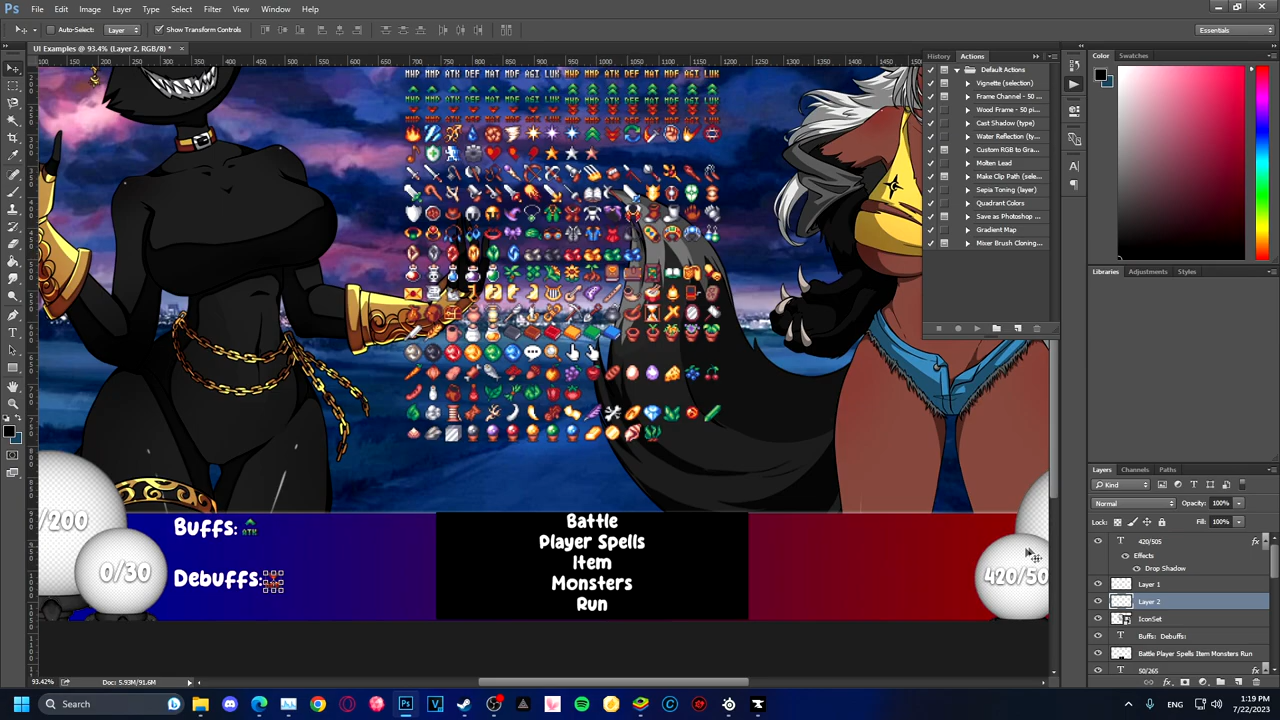 Ps File Edit Image Layer Type Select Filter View Window Help
Auto-Select: Layer Show Transform Controls Essentials
UI Examples @ 93.4% (Layer 2, RGB/8) * ×
History Actions
Color Swatches
Default Actions
Vignette (selection)
Frame Channel - 50 ...
Wood Frame - 50 pi...
Cast Shadow (type)
Water Reflection (ty...
Custom RGB to Gra...
Molten Lead
Make Clip Path (sele...
Sepia Toning (layer)
Quadrant Colors
Save as Photoshop ...
Gradient Map
Mixer Brush Cloning...
Libraries Adjustments Styles
MHP MMP ATK DEF MAT MDF AGI LUK MHP MMP ATK DEF MAT MDF AGI LUK
/200
0/30
Buffs: ATK
Debuffs:
Battle
Player Spells
Item
Monsters
Run
420/50
Layers Channels Paths
Kind
Normal Opacity: 100%
Lock: Fill: 100%
T 420/505 fx
Effects
Drop Shadow
Layer 1
Layer 2
IconSet
T Buffs: Debuffs:
Battle Player Spells Item Monsters Run
T 50/265 fx
93.42% Doc: 5.93M/91.6M
Search
ENG
1:19 PM
7/22/2023